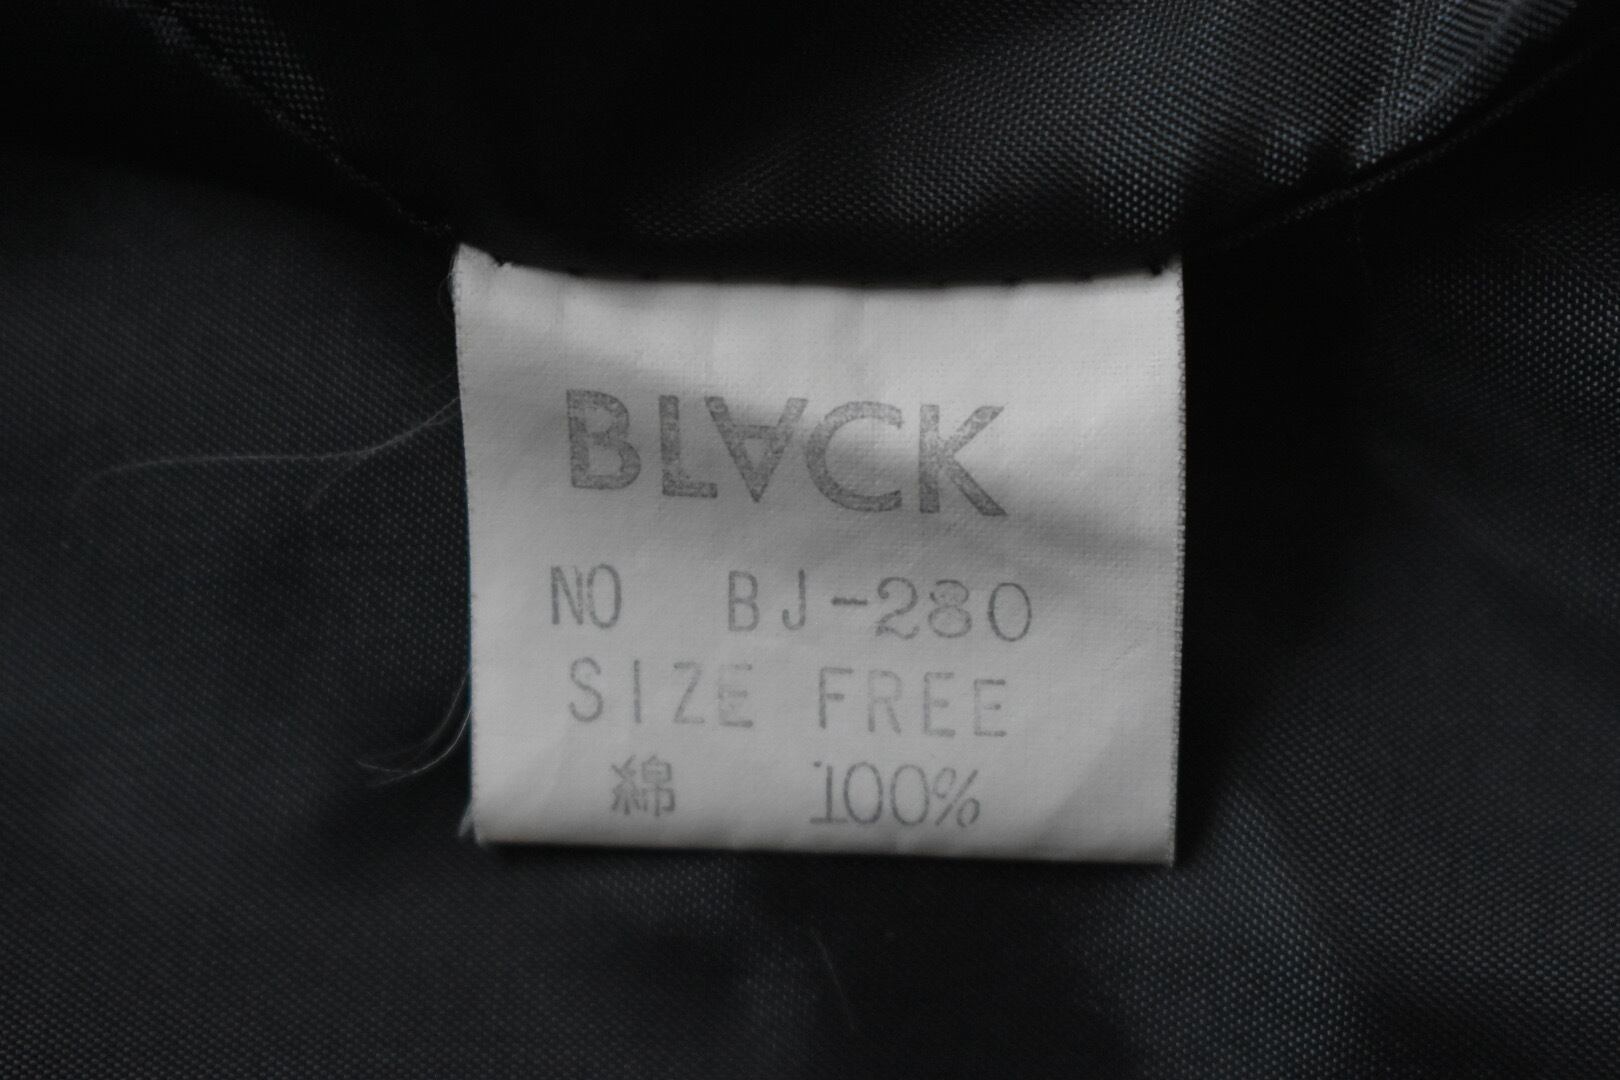 BLACK
NO BJ-280
SIZE FREE
綿 100%